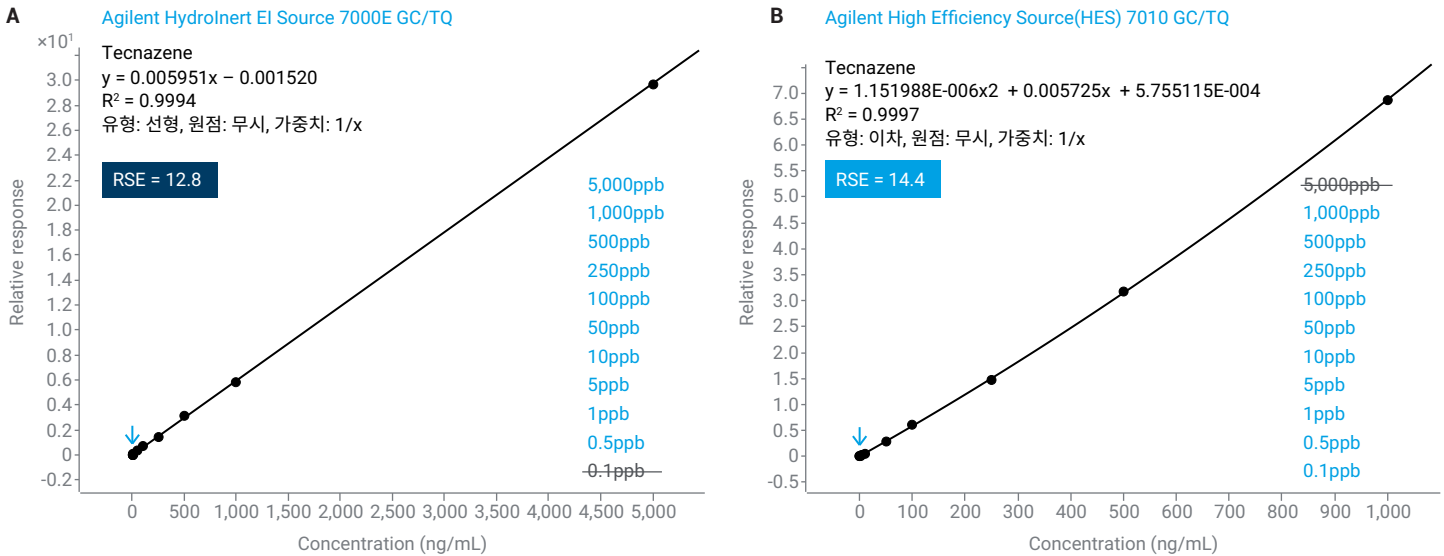 A
Agilent HydroInert EI Source 7000E GC/TQ
×10¹
Tecnazene
y = 0.005951x – 0.001520
R² = 0.9994
유형: 선형, 원점: 무시, 가중치: 1/x
RSE = 12.8
Relative response
3.0
2.8
2.6
2.4
2.2
2.0
1.8
1.6
1.4
1.2
1.0
0.8
0.6
0.4
0.2
0
-0.2
5,000ppb
1,000ppb
500ppb
250ppb
100ppb
50ppb
10ppb
5ppb
1ppb
0.5ppb
0.1ppb
0 500 1,000 1,500 2,000 2,500 3,000 3,500 4,000 4,500 5,000
Concentration (ng/mL)
B
Agilent High Efficiency Source(HES) 7010 GC/TQ
Tecnazene
y = 1.151988E-006x2 + 0.005725x + 5.755115E-004
R² = 0.9997
유형: 이차, 원점: 무시, 가중치: 1/x
RSE = 14.4
Relative response
7.0
6.5
6.0
5.5
5.0
4.5
4.0
3.5
3.0
2.5
2.0
1.5
1.0
0.5
0
-0.5
5,000ppb
1,000ppb
500ppb
250ppb
100ppb
50ppb
10ppb
5ppb
1ppb
0.5ppb
0.1ppb
0 100 200 300 400 500 600 700 800 900 1,000
Concentration (ng/mL)